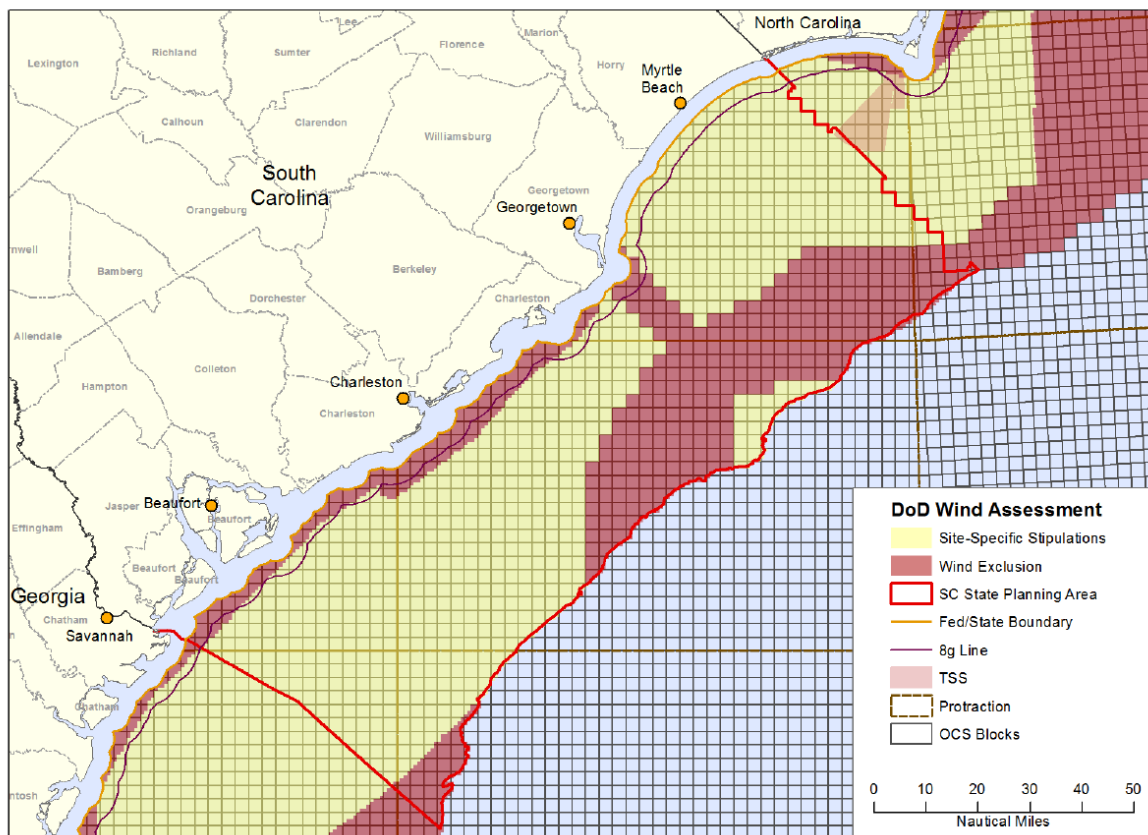 North Carolina
Lee
Richland
Sumter
Florence
Marion
Lexington
Horry
Myrtle
Beach
Calhoun
Clarendon
Williamsburg
South
Carolina
Georgetown
Georgetown
Orangeburg
Bamberg
Berkeley
Dorchester
Charleston
Allendale
Colleton
Hampton
Charleston
Charleston
Jasper
Beaufort
Beaufort
Effingham
Beaufort
Beaufort
Georgia
Chatham
Savannah
Chatham
DoD Wind Assessment
Site-Specific Stipulations
Wind Exclusion
SC State Planning Area
Fed/State Boundary
8g Line
TSS
Protraction
OCS Blocks
0 10 20 30 40 50
Nautical Miles